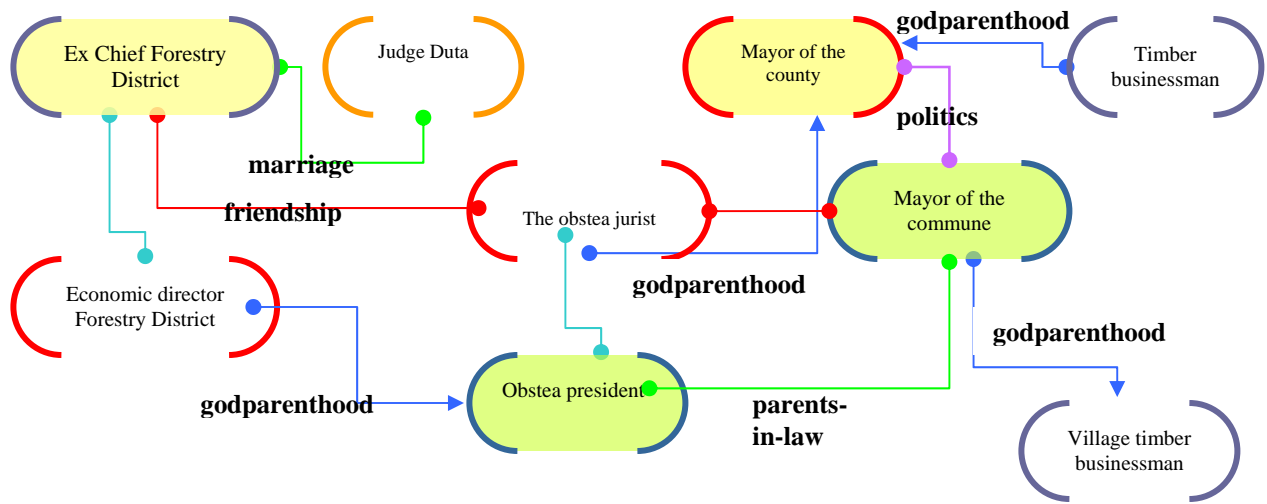 godparenthood
Ex Chief Forestry
District
Judge Duta
Mayor of the
county
Timber
businessman
politics
marriage
friendship
The obstea jurist
Mayor of the
commune
godparenthood
Economic director
Forestry District
godparenthood
godparenthood
Obstea president
parents-
in-law
Village timber
businessman